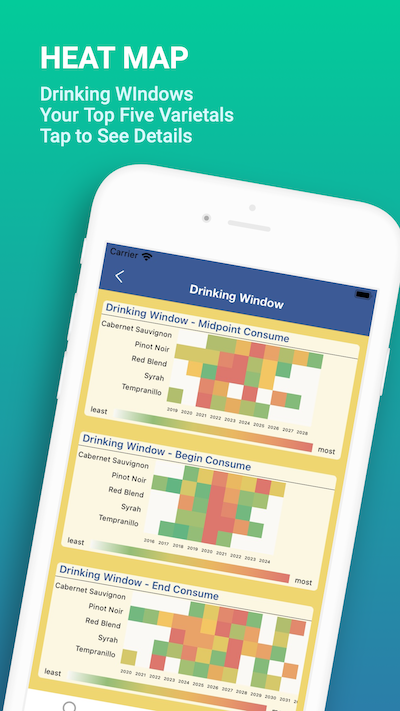 HEAT MAP
Drinking WIndows
Your Top Five Varietals
Tap to See Details
Carrier
Drinking Window
Drinking Window - Midpoint Consume
Cabernet Sauvignon
Pinot Noir
Red Blend
Syrah
Tempranillo
2019 2020 2021 2022 2023 2024 2025 2026 2027 2028
least most
Drinking Window - Begin Consume
Cabernet Sauvignon
Pinot Noir
Red Blend
Syrah
Tempranillo
2016 2017 2018 2019 2020 2021 2022 2023 2024
least most
Drinking Window - End Consume
Cabernet Sauvignon
Pinot Noir
Red Blend
Syrah
Tempranillo
2020 2021 2022 2023 2024 2025 2026 2027 2028 2029 2030 2031
least most